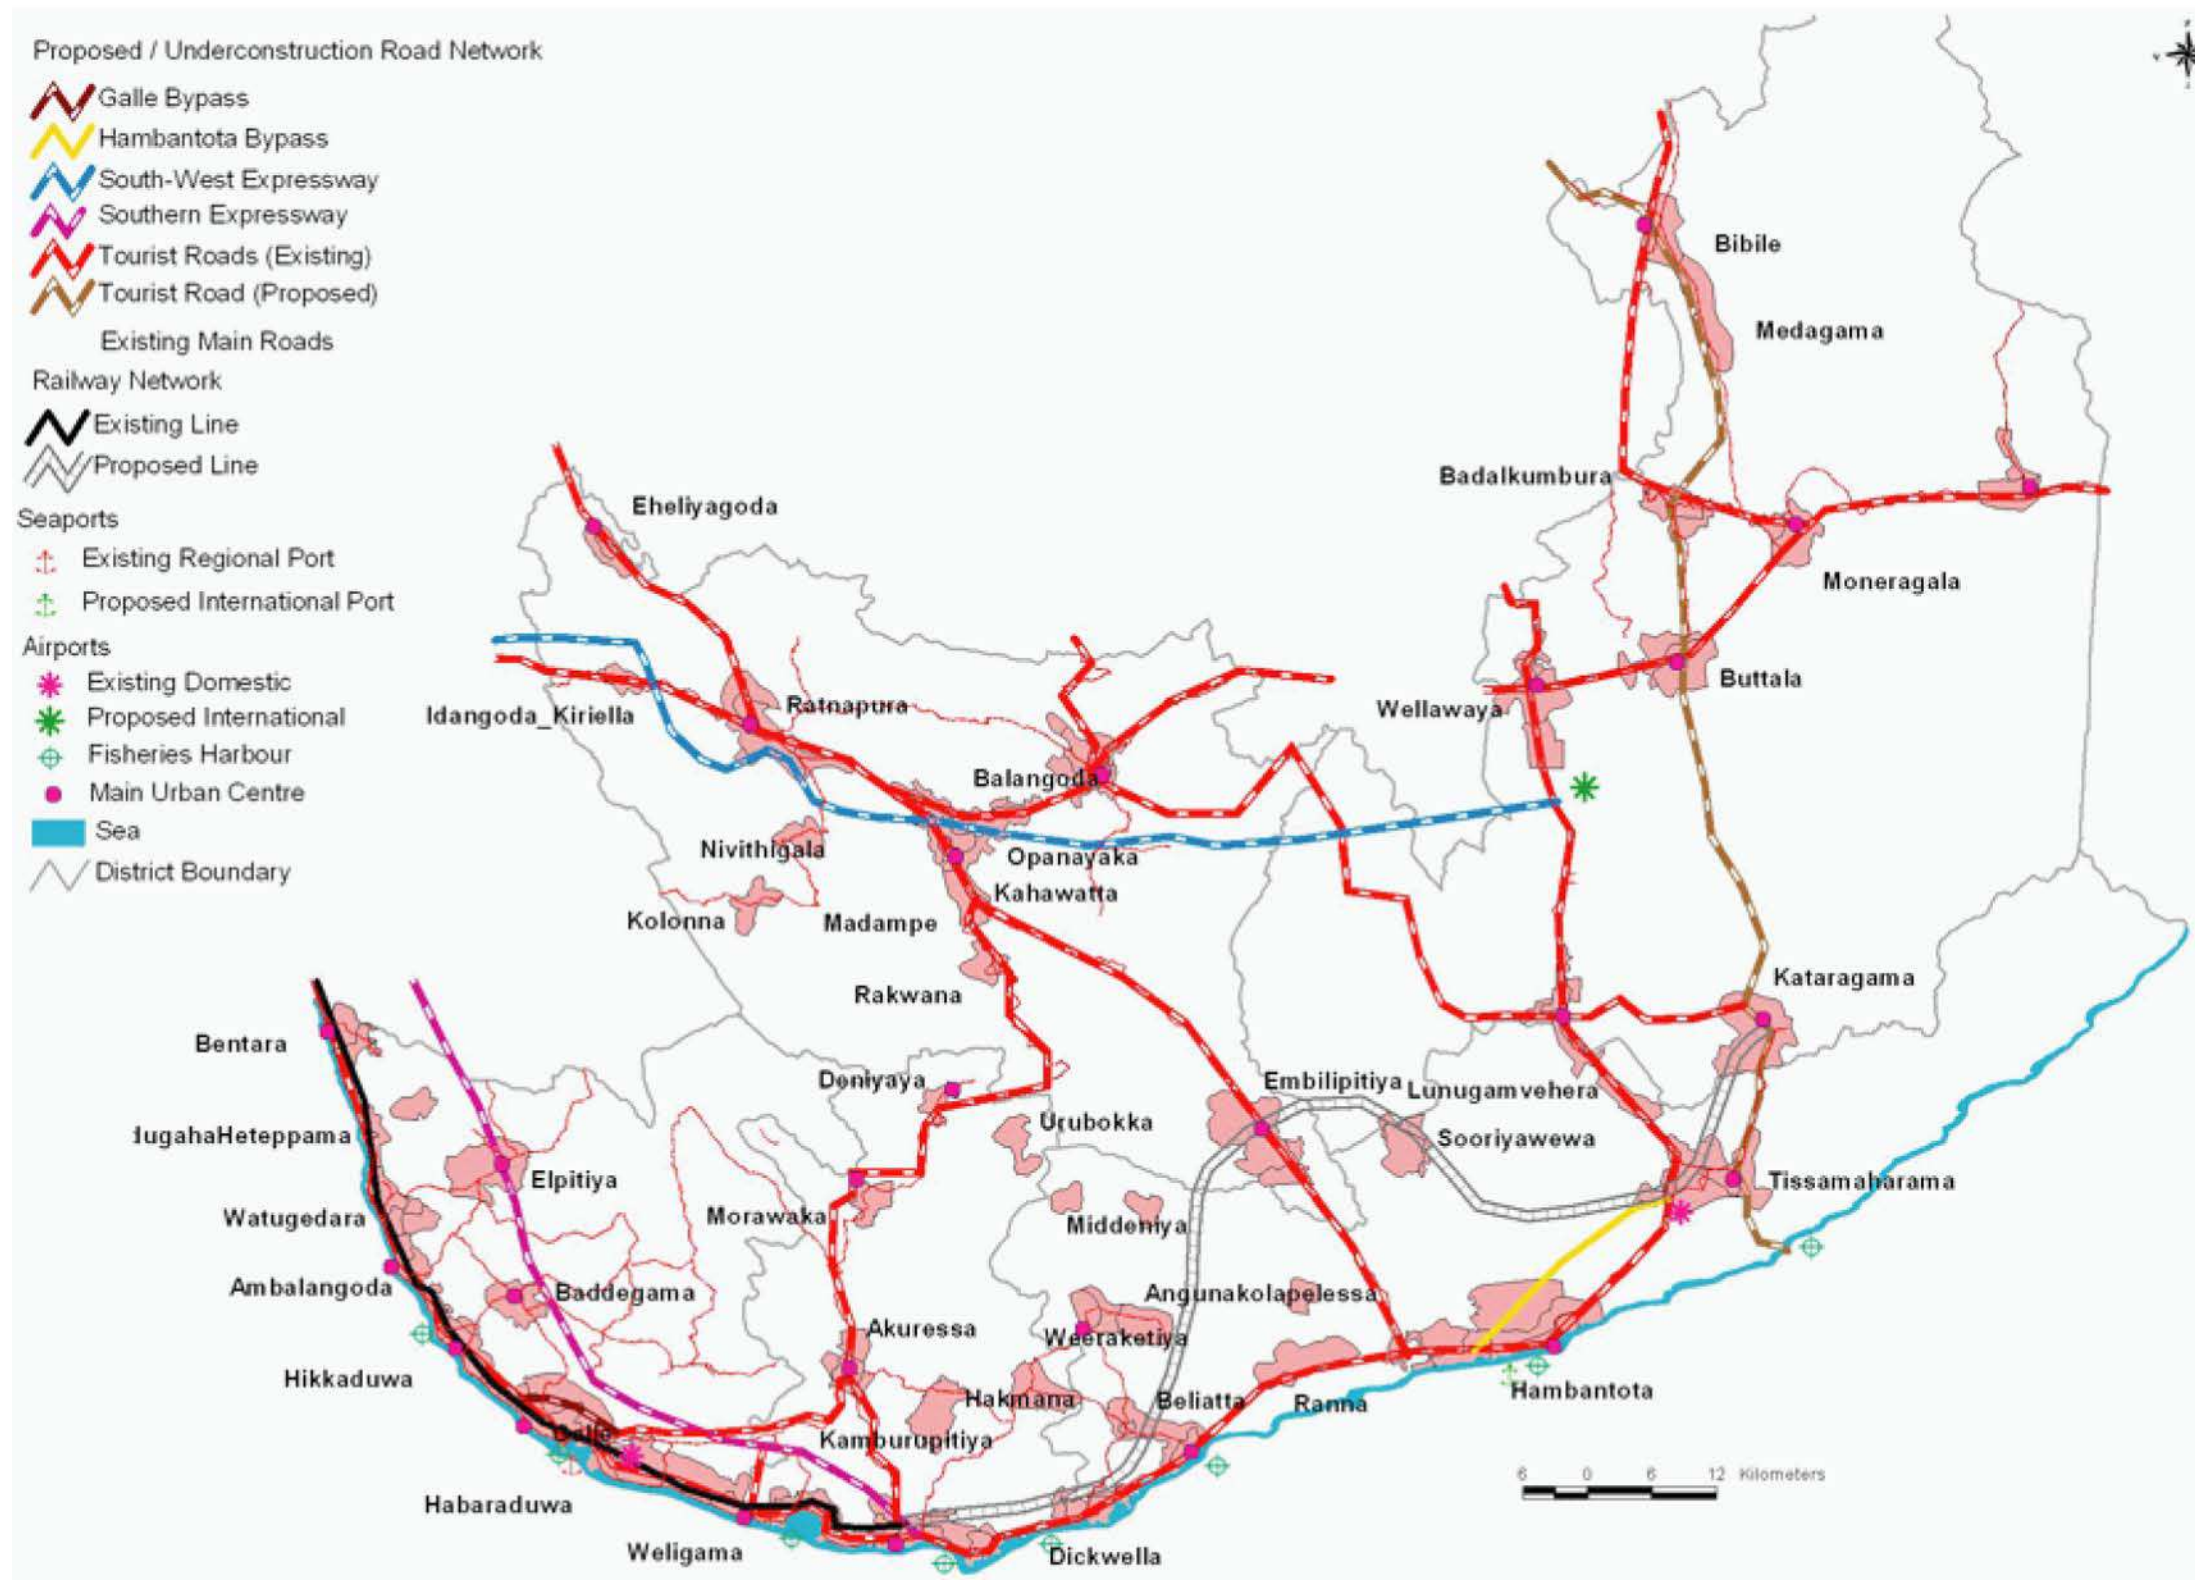 Proposed / Underconstruction Road Network
Galle Bypass
Hambantota Bypass
South-West Expressway
Southern Expressway
Tourist Roads (Existing)
Tourist Road (Proposed)
Existing Main Roads
Railway Network
Existing Line
Proposed Line
Seaports
Existing Regional Port
Proposed International Port
Airports
Existing Domestic
Proposed International
Fisheries Harbour
Main Urban Centre
Sea
District Boundary
Bibile
Medagama
Badalkumbura
Eheliyagoda
Moneragala
Buttala
Wellawaya
Ratnapura
Idangoda_Kiriella
Balangoda
Nivithigala
Opanayaka
Kahawatta
Kolonna
Madampe
Kataragama
Rakwana
Bentara
Deniyaya
Embilipitiya
Lunugamvehera
Urubokka
HugahaHeteppama
Sooriyawewa
Elpitiya
Tissamaharama
Watugedara
Morawaka
Middeniya
Ambalangoda
Baddegama
Angunakolapelessa
Akuressa
Weeraketiya
Hikkaduwa
Hakmana
Beliatta
Ranna
Hambantota
Galle
Kamburupitiya
6 0 6 12 Kilometers
Habaraduwa
Weligama
Dickwella